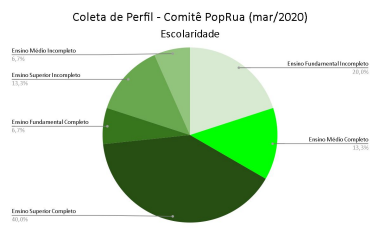 Coleta de Perfil - Comitê PopRua (mar/2020)
Escolaridade
Ensino Médio Incompleto
6,7%
Ensino Fundamental Incompleto
20,0%
Ensino Superior Incompleto
13,3%
Ensino Fundamental Completo
6,7%
Ensino Médio Completo
13,3%
Ensino Superior Completo
40,0%